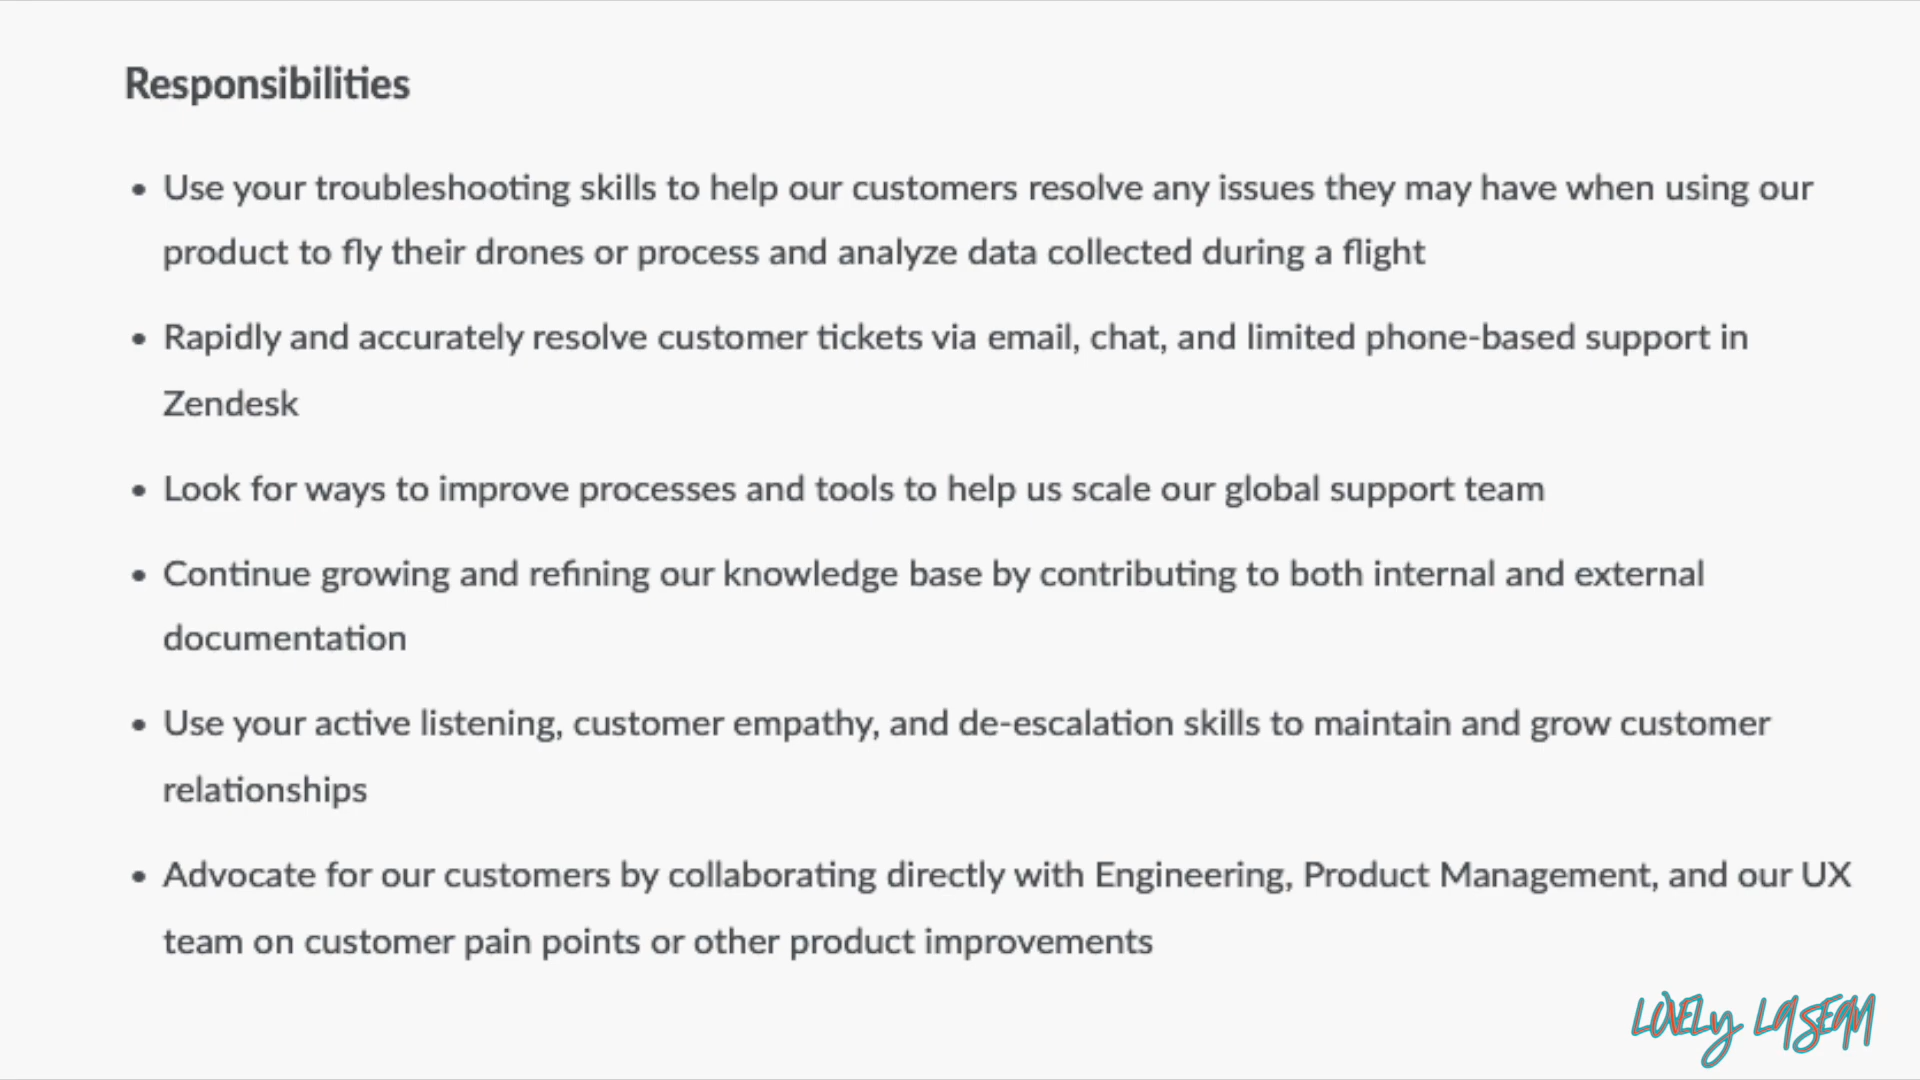 Responsibilities
• Use your troubleshooting skills to help our customers resolve any issues they may have when using our
product to fly their drones or process and analyze data collected during a flight
• Rapidly and accurately resolve customer tickets via email, chat, and limited phone-based support in
Zendesk
• Look for ways to improve processes and tools to help us scale our global support team
• Continue growing and refining our knowledge base by contributing to both internal and external
documentation
• Use your active listening, customer empathy, and de-escalation skills to maintain and grow customer
relationships
• Advocate for our customers by collaborating directly with Engineering, Product Management, and our UX
team on customer pain points or other product improvements
LOVELy LASEAN